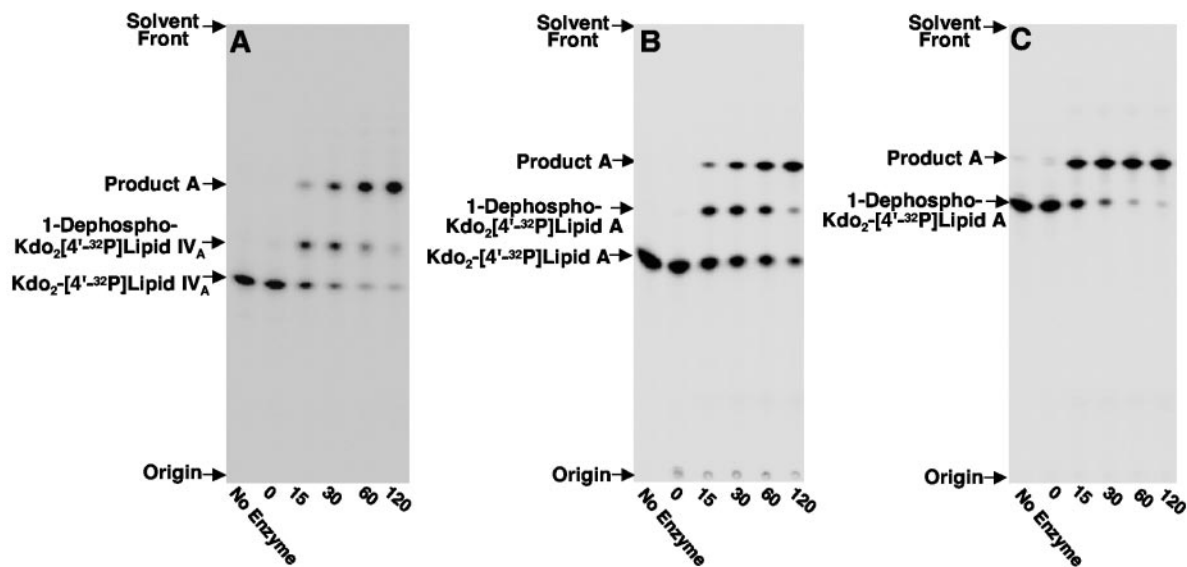 Solvent
Front
A
Product A
1-Dephospho-
Kdo₂[4'-³²P]Lipid IV_A
Kdo₂-[4'-³²P]Lipid IV_A
Origin
No Enzyme 0 15 30 60 120
Solvent
Front
B
Product A
1-Dephospho-
Kdo₂[4'-³²P]Lipid A
Kdo₂-[4'-³²P]Lipid A
Origin
No Enzyme 0 15 30 60 120
Solvent
Front
C
Product A
1-Dephospho-
Kdo₂-[4'-³²P]Lipid A
Origin
No Enzyme 0 15 30 60 120